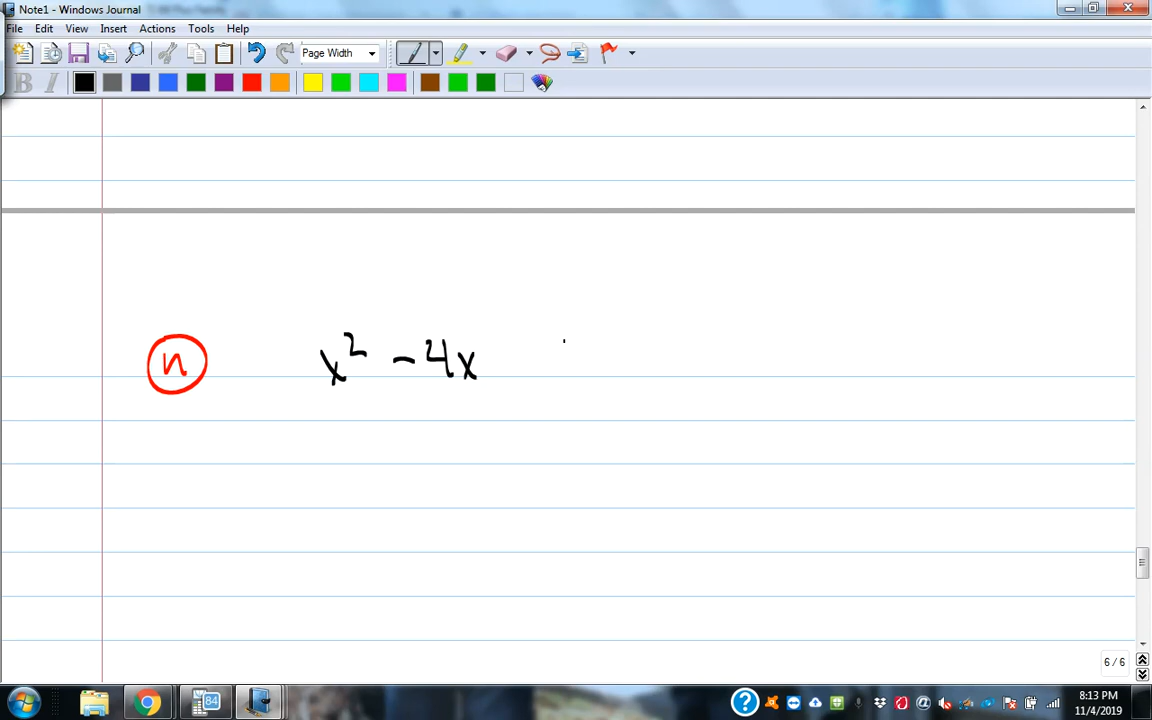 Note1 - Windows Journal
File Edit View Insert Actions Tools Help
Page Width
B I
n x² - 4x
6 / 6
84
8:13 PM
11/4/2019